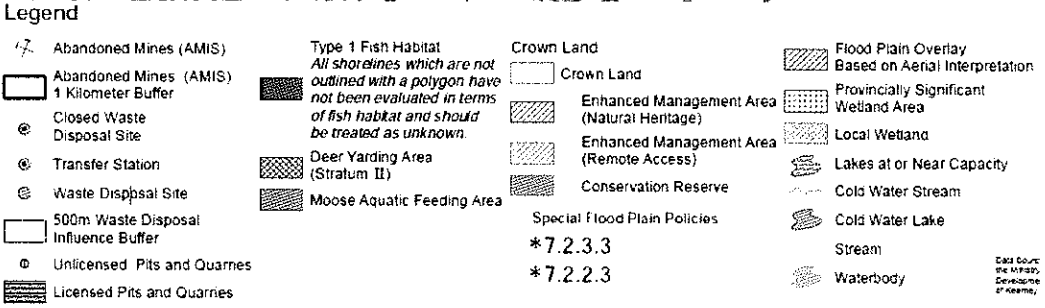 Legend
Abandoned Mines (AMIS)
Abandoned Mines (AMIS)
1 Kilometer Buffer
Closed Waste
Disposal Site
Transfer Station
Waste Disposal Site
500m Waste Disposal
Influence Buffer
Unlicensed Pits and Quarries
Licensed Pits and Quarries
Type 1 Fish Habitat
All shorelines which are not
outlined with a polygon have
not been evaluated in terms
of fish habitat and should
be treated as unknown.
Deer Yarding Area
(Stratum II)
Moose Aquatic Feeding Area
Crown Land
Crown Land
Enhanced Management Area
(Natural Heritage)
Enhanced Management Area
(Remote Access)
Conservation Reserve
Special Flood Plain Policies
*7.2.3.3
*7.2.2.3
Flood Plain Overlay
Based on Aerial Interpretation
Provincially Significant
Wetland Area
Local Wetland
Lakes at or Near Capacity
Cold Water Stream
Cold Water Lake
Stream
Waterbody
Data
the
of Kearney